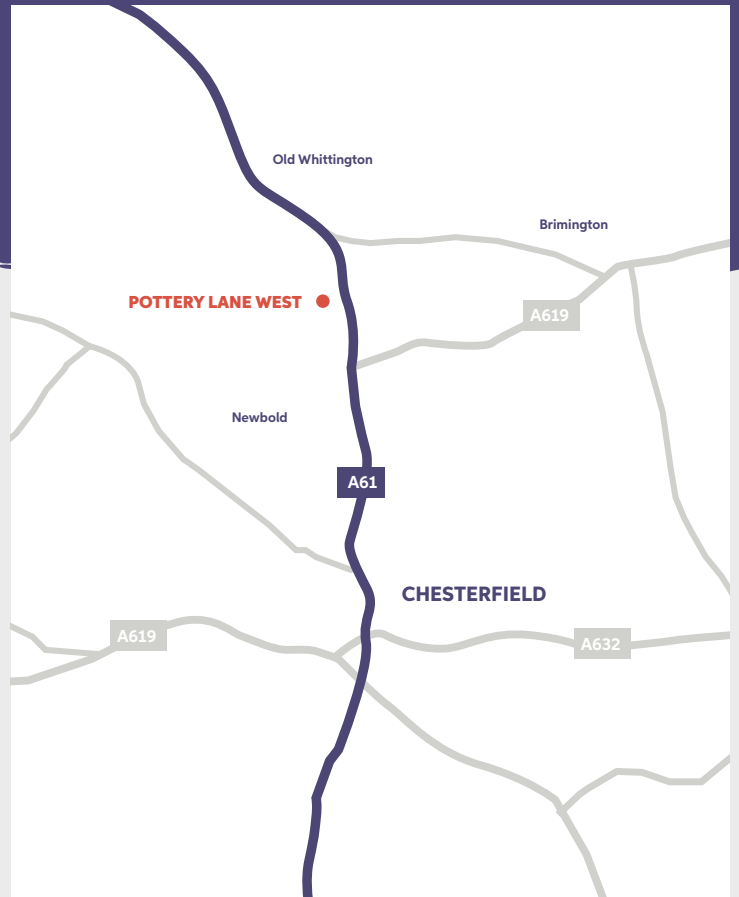 Old Whittington
Brimington
POTTERY LANE WEST
A619
Newbold
A61
CHESTERFIELD
A619
A632